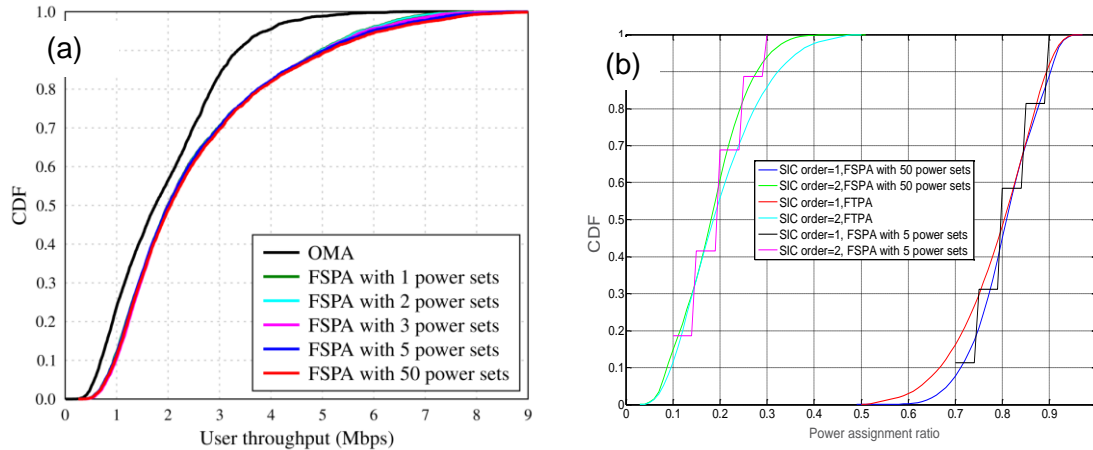 (a)
1.0
0.9
0.8
0.7
0.6
0.5
0.4
0.3
0.2
0.1
0.0
CDF
0 1 2 3 4 5 6 7 8 9
User throughput (Mbps)
OMA
FSPA with 1 power sets
FSPA with 2 power sets
FSPA with 3 power sets
FSPA with 5 power sets
FSPA with 50 power sets
(b)
1
0.9
0.8
0.7
0.6
0.5
0.4
0.3
0.2
0.1
0
CDF
0 0.1 0.2 0.3 0.4 0.5 0.6 0.7 0.8 0.9
Power assignment ratio
SIC order=1,FSPA with 50 power sets
SIC order=2,FSPA with 50 power sets
SIC order=1,FTPA
SIC order=2,FTPA
SIC order=1, FSPA with 5 power sets
SIC order=2, FSPA with 5 power sets